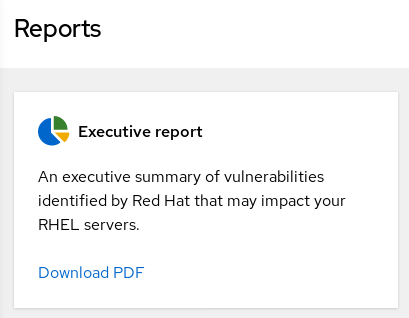 Reports
Executive report
An executive summary of vulnerabilities
identified by Red Hat that may impact your
RHEL servers.
Download PDF